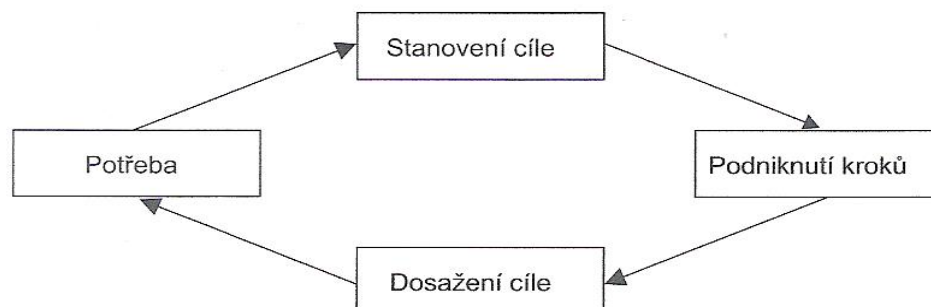 Stanovení cíle
Potřeba
Podniknutí kroků
Dosažení cíle